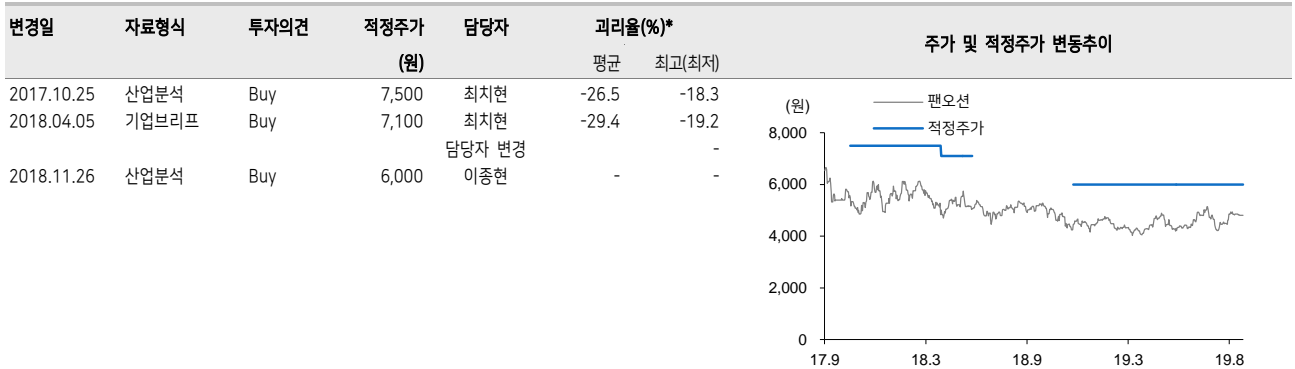 변경일 자료형식 투자의견 적정주가 담당자 괴리율(%)*
(원) 평균 최고(최저)
주가 및 적정주가 변동추이
2017.10.25 산업분석 Buy 7,500 최치현 -26.5 -18.3
2018.04.05 기업브리프 Buy 7,100 최치현 -29.4 -19.2
담당자 변경 -
2018.11.26 산업분석 Buy 6,000 이종현 - -
(원)
팬오션
적정주가
8,000
6,000
4,000
2,000
0
17.9 18.3 18.9 19.3 19.8